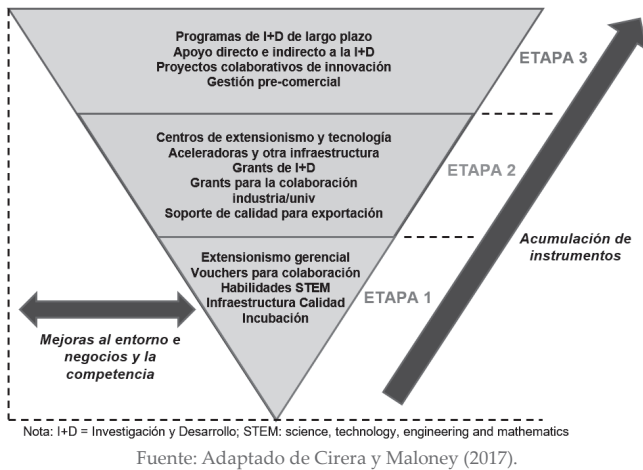 Programas de I+D de largo plazo
Apoyo directo e indirecto a la I+D
Proyectos colaborativos de innovación
Gestión pre-comercial
ETAPA 3
Centros de extensionismo y tecnología
Aceleradoras y otra infraestructura
Grants de I+D
Grants para la colaboración
industria/univ
Soporte de calidad para exportación
ETAPA 2
Acumulación de
instrumentos
Extensionismo gerencial
Vouchers para colaboración
Habilidades STEM
Infraestructura Calidad
Incubación
ETAPA 1
Mejoras al entorno e
negocios y la
competencia
Nota: I+D = Investigación y Desarrollo; STEM: science, technology, engineering and mathematics
Fuente: Adaptado de Cirera y Maloney (2017).